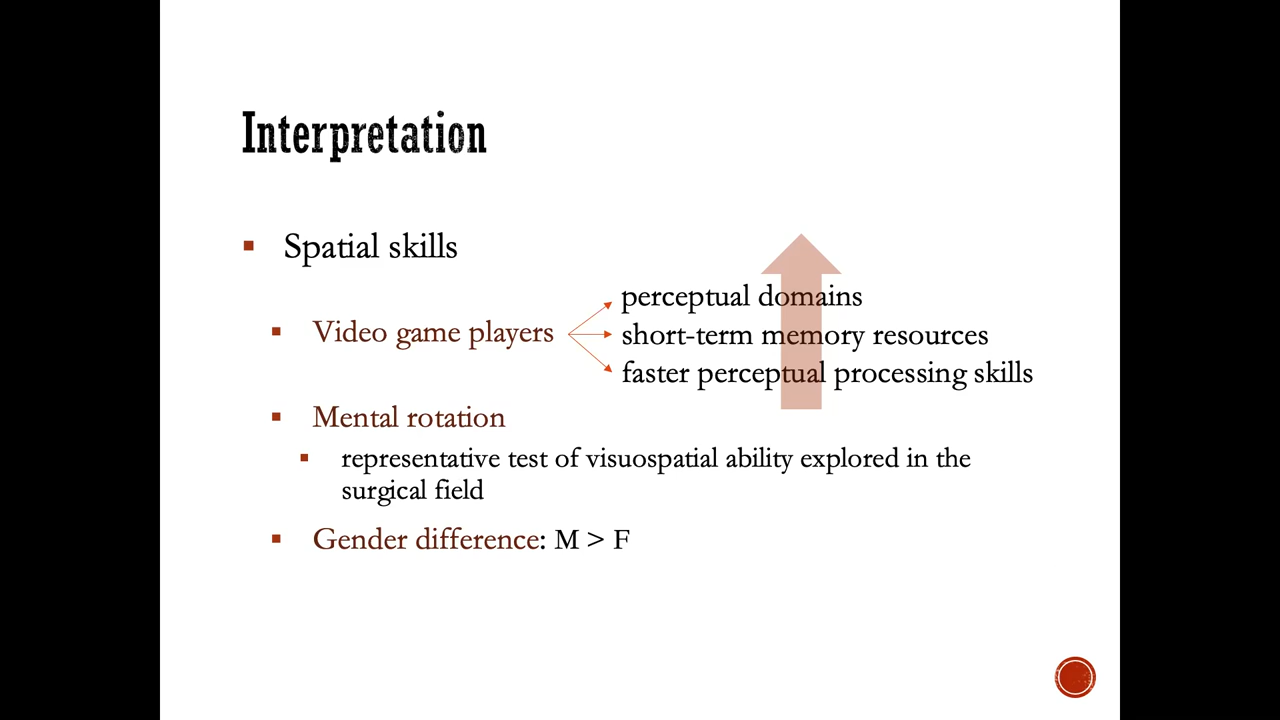 Interpretation
Spatial skills
Video game players
perceptual domains
short-term memory resources
faster perceptual processing skills
Mental rotation
representative test of visuospatial ability explored in the
surgical field
Gender difference: M > F